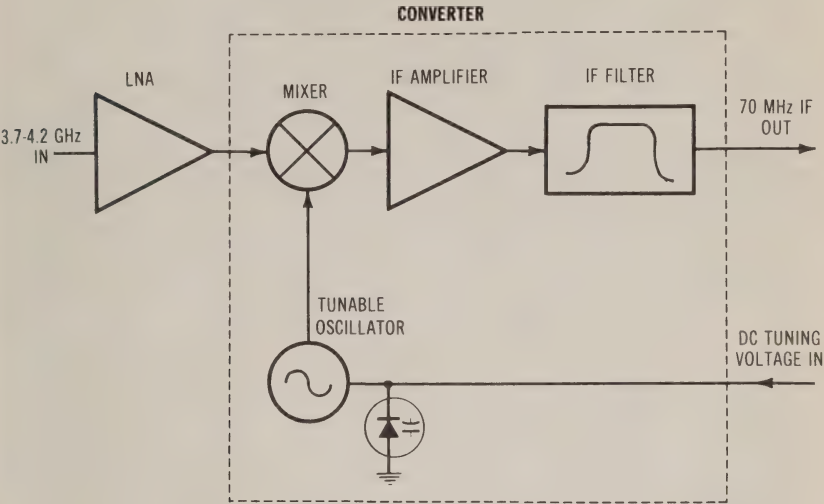 CONVERTER
LNA
MIXER
IF AMPLIFIER
IF FILTER
3.7-4.2 GHz
IN
70 MHz IF
OUT
TUNABLE
OSCILLATOR
DC TUNING
VOLTAGE IN